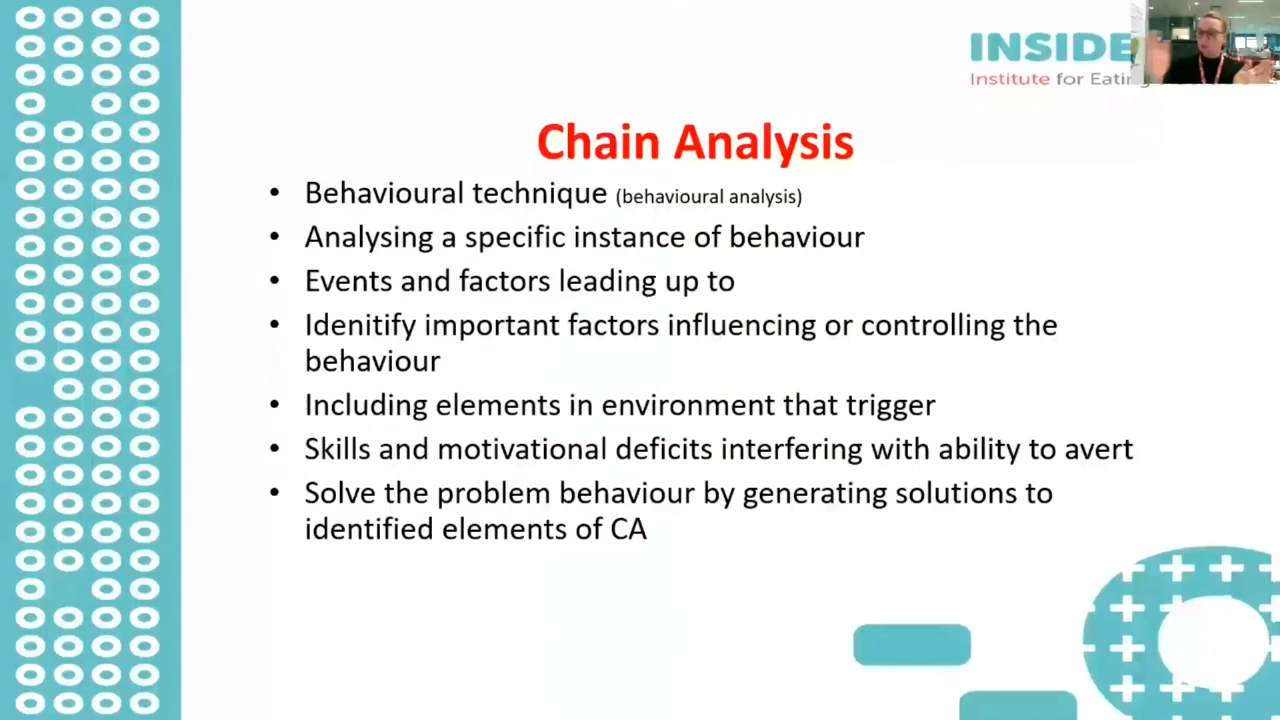 INSIDE
Institute for Eating
Chain Analysis
• Behavioural technique (behavioural analysis)
• Analysing a specific instance of behaviour
• Events and factors leading up to
• Idenitify important factors influencing or controlling the
behaviour
• Including elements in environment that trigger
• Skills and motivational deficits interfering with ability to avert
• Solve the problem behaviour by generating solutions to
identified elements of CA